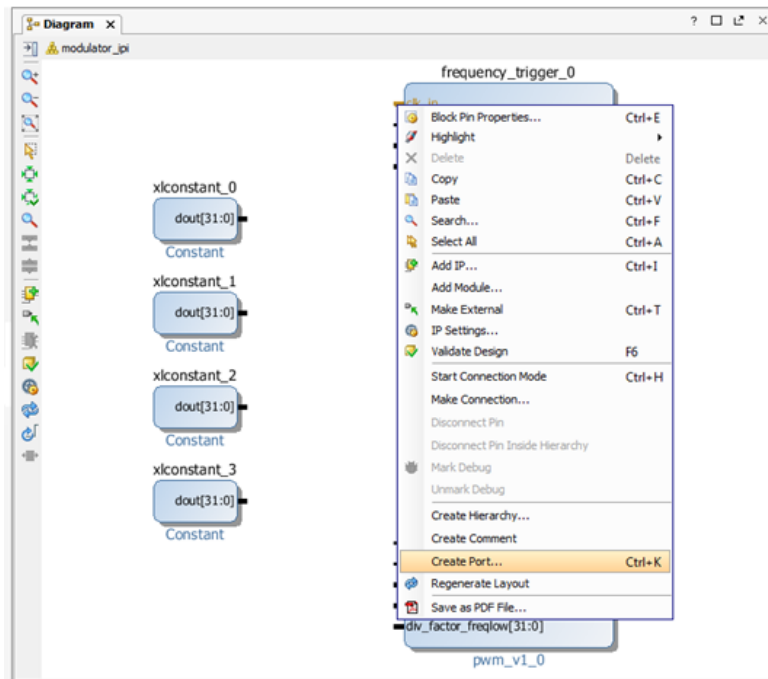 Diagram
modulator_ipi
frequency_trigger_0
clk_in
Block Pin Properties... Ctrl+E
Highlight
Delete Delete
Copy Ctrl+C
Paste Ctrl+V
Search... Ctrl+F
Select All Ctrl+A
Add IP... Ctrl+I
Add Module...
Make External Ctrl+T
IP Settings...
Validate Design F6
Start Connection Mode Ctrl+H
Make Connection...
Disconnect Pin
Disconnect Pin Inside Hierarchy
Mark Debug
Unmark Debug
Create Hierarchy...
Create Comment
Create Port... Ctrl+K
Regenerate Layout
Save as PDF File...
div_factor_freqlow[31:0]
pwm_v1_0
xlconstant_0
dout[31:0]
Constant
xlconstant_1
dout[31:0]
Constant
xlconstant_2
dout[31:0]
Constant
xlconstant_3
dout[31:0]
Constant